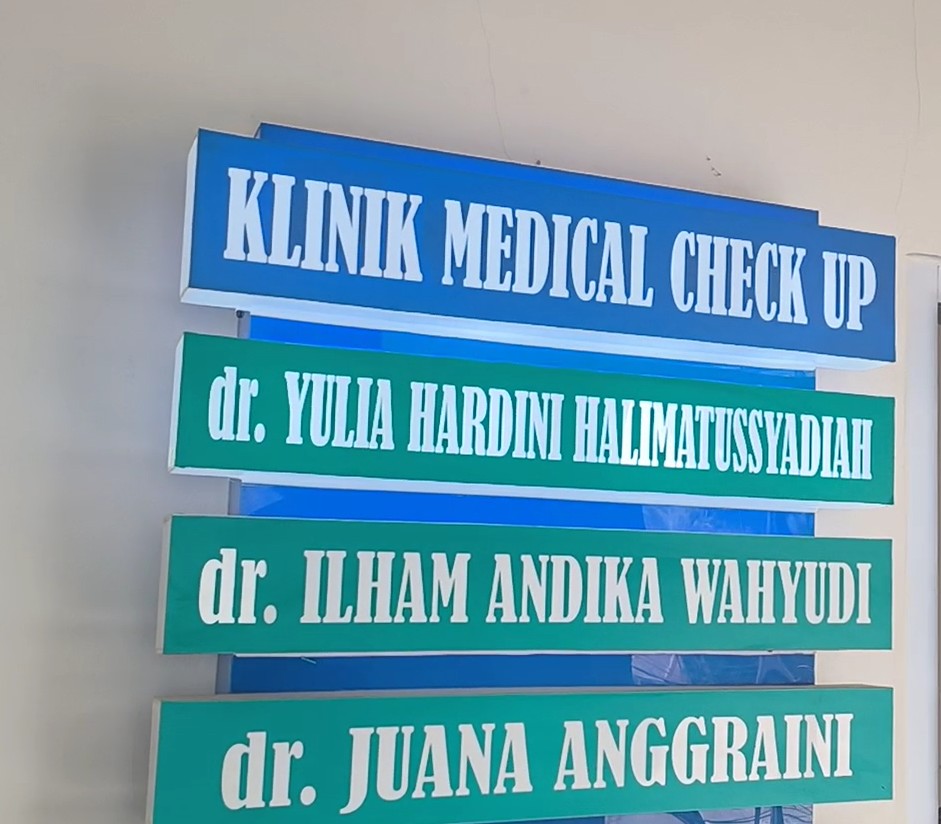 KLINIK MEDICAL CHECK UP
dr. YULIA HARDINI HALIMATUSSYADIAH
dr. ILHAM ANDIKA WAHYUDI
dr. JUANA ANGGRAINI